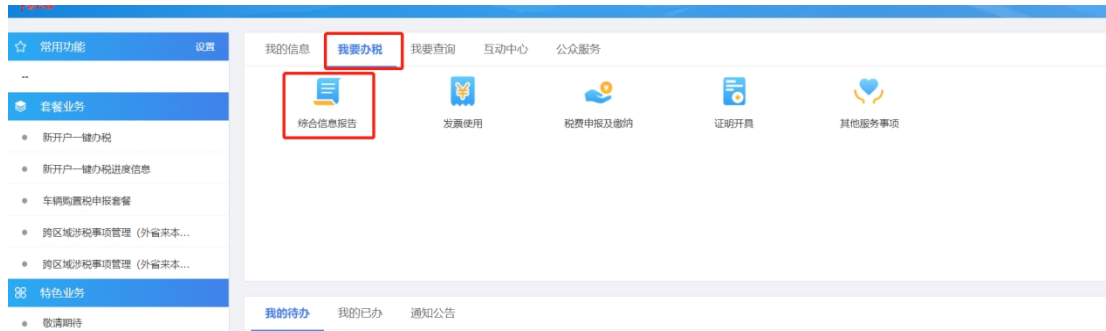 常用功能 设置
--
套餐业务
新开户一键办税
新开户一键办税进度信息
车辆购置税申报套餐
跨区域涉税事项管理（外省来本...
跨区域涉税事项管理（外省来本...
特色业务
敬请期待
我的信息 我要办税 我要查询 互动中心 公众服务
综合信息报告 发票使用 税费申报及缴纳 证明开具 其他服务事项
我的待办 我的已办 通知公告